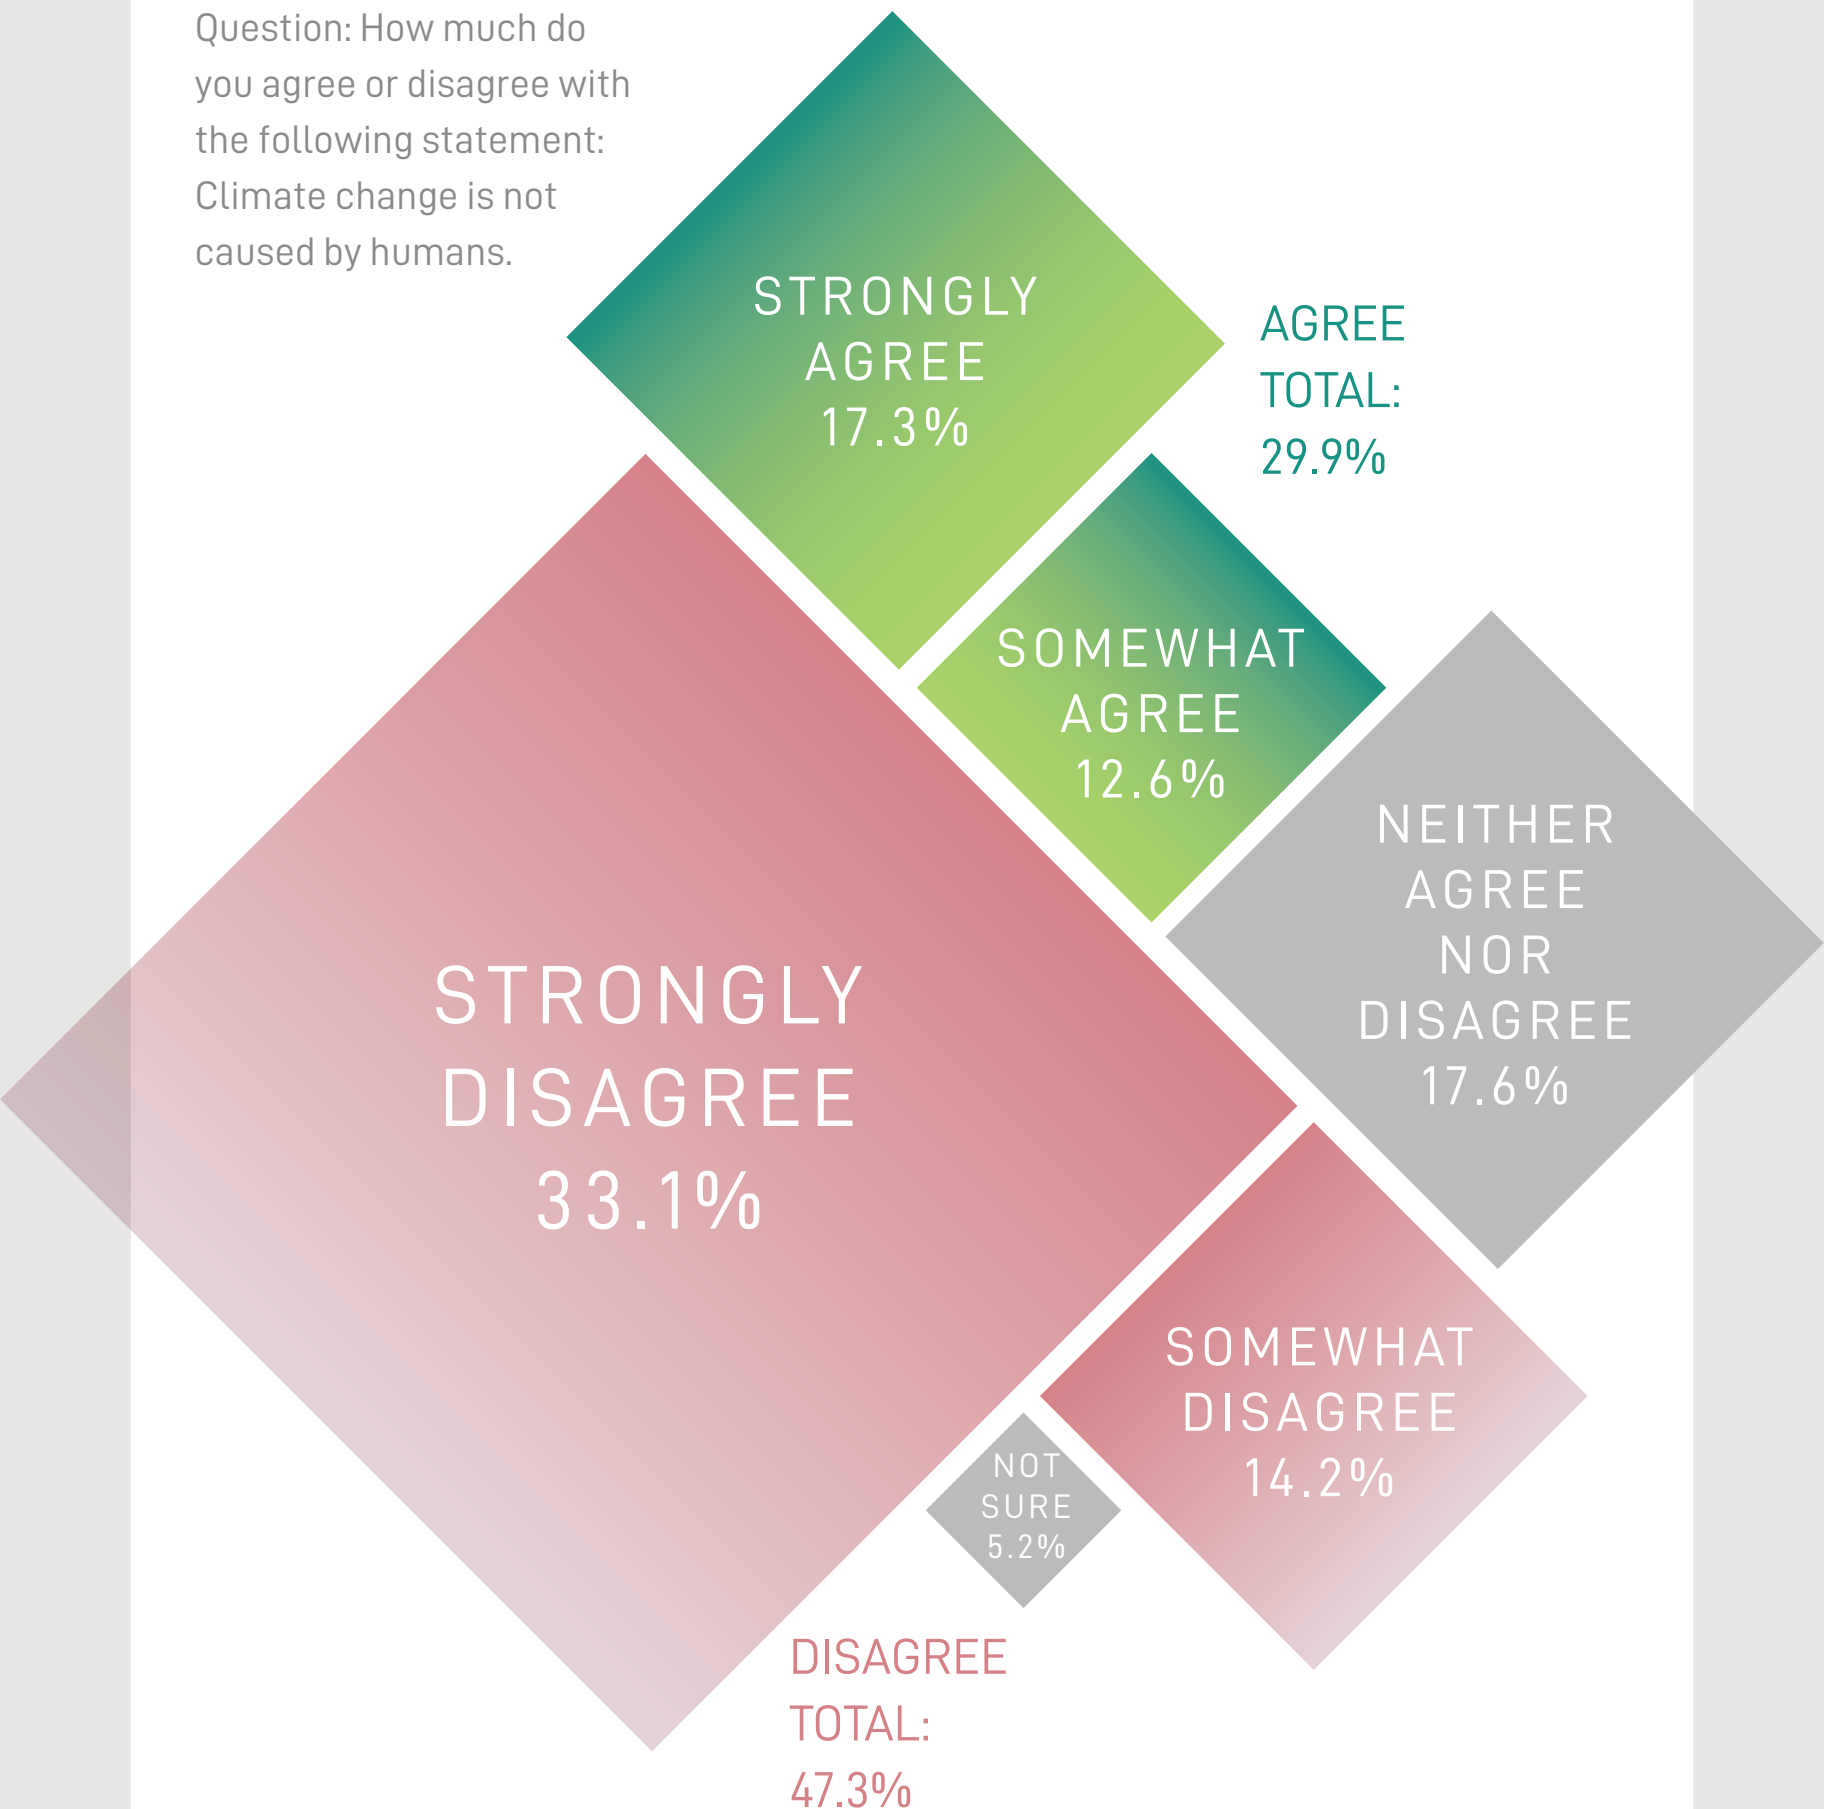 Question: How much do
you agree or disagree with
the following statement:
Climate change is not
caused by humans.
STRONGLY
AGREE
17.3%
AGREE
TOTAL:
29.9%
SOMEWHAT
AGREE
12.6%
NEITHER
AGREE
NOR
DISAGREE
17.6%
STRONGLY
DISAGREE
33.1%
SOMEWHAT
DISAGREE
14.2%
NOT
SURE
5.2%
DISAGREE
TOTAL:
47.3%